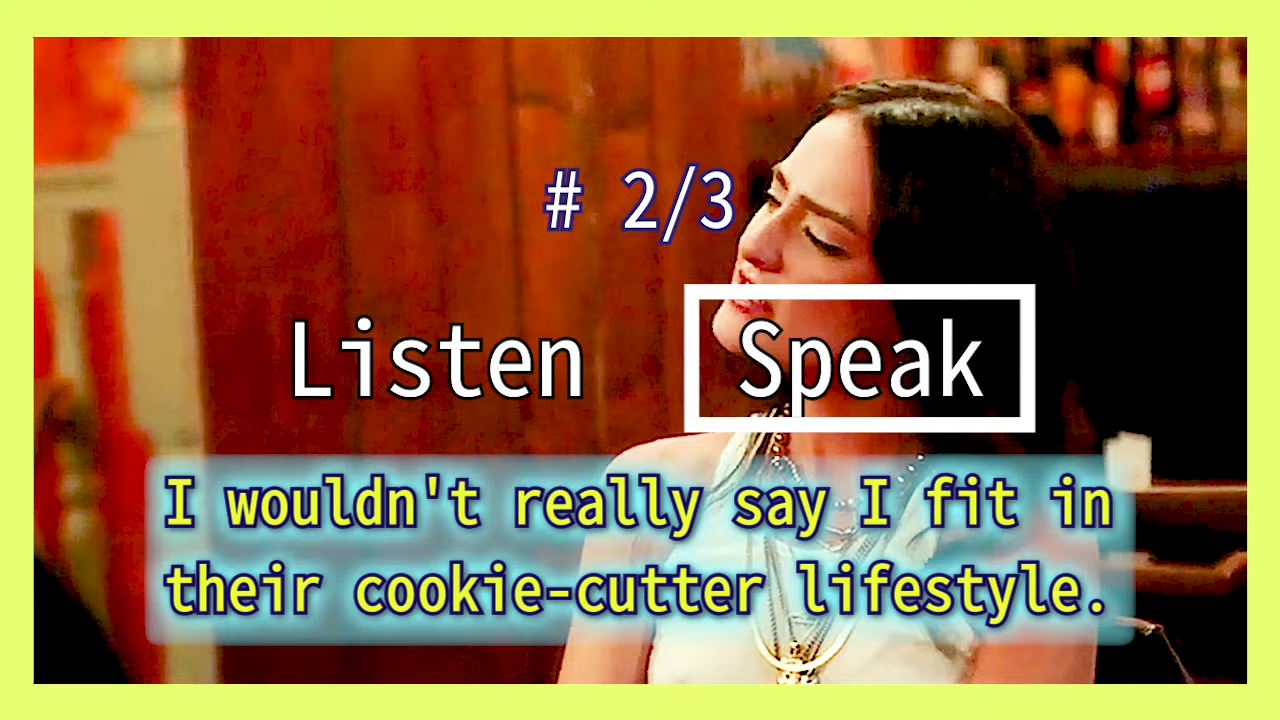 # 2/3
Listen Speak
I wouldn't really say I fit in
their cookie-cutter lifestyle.